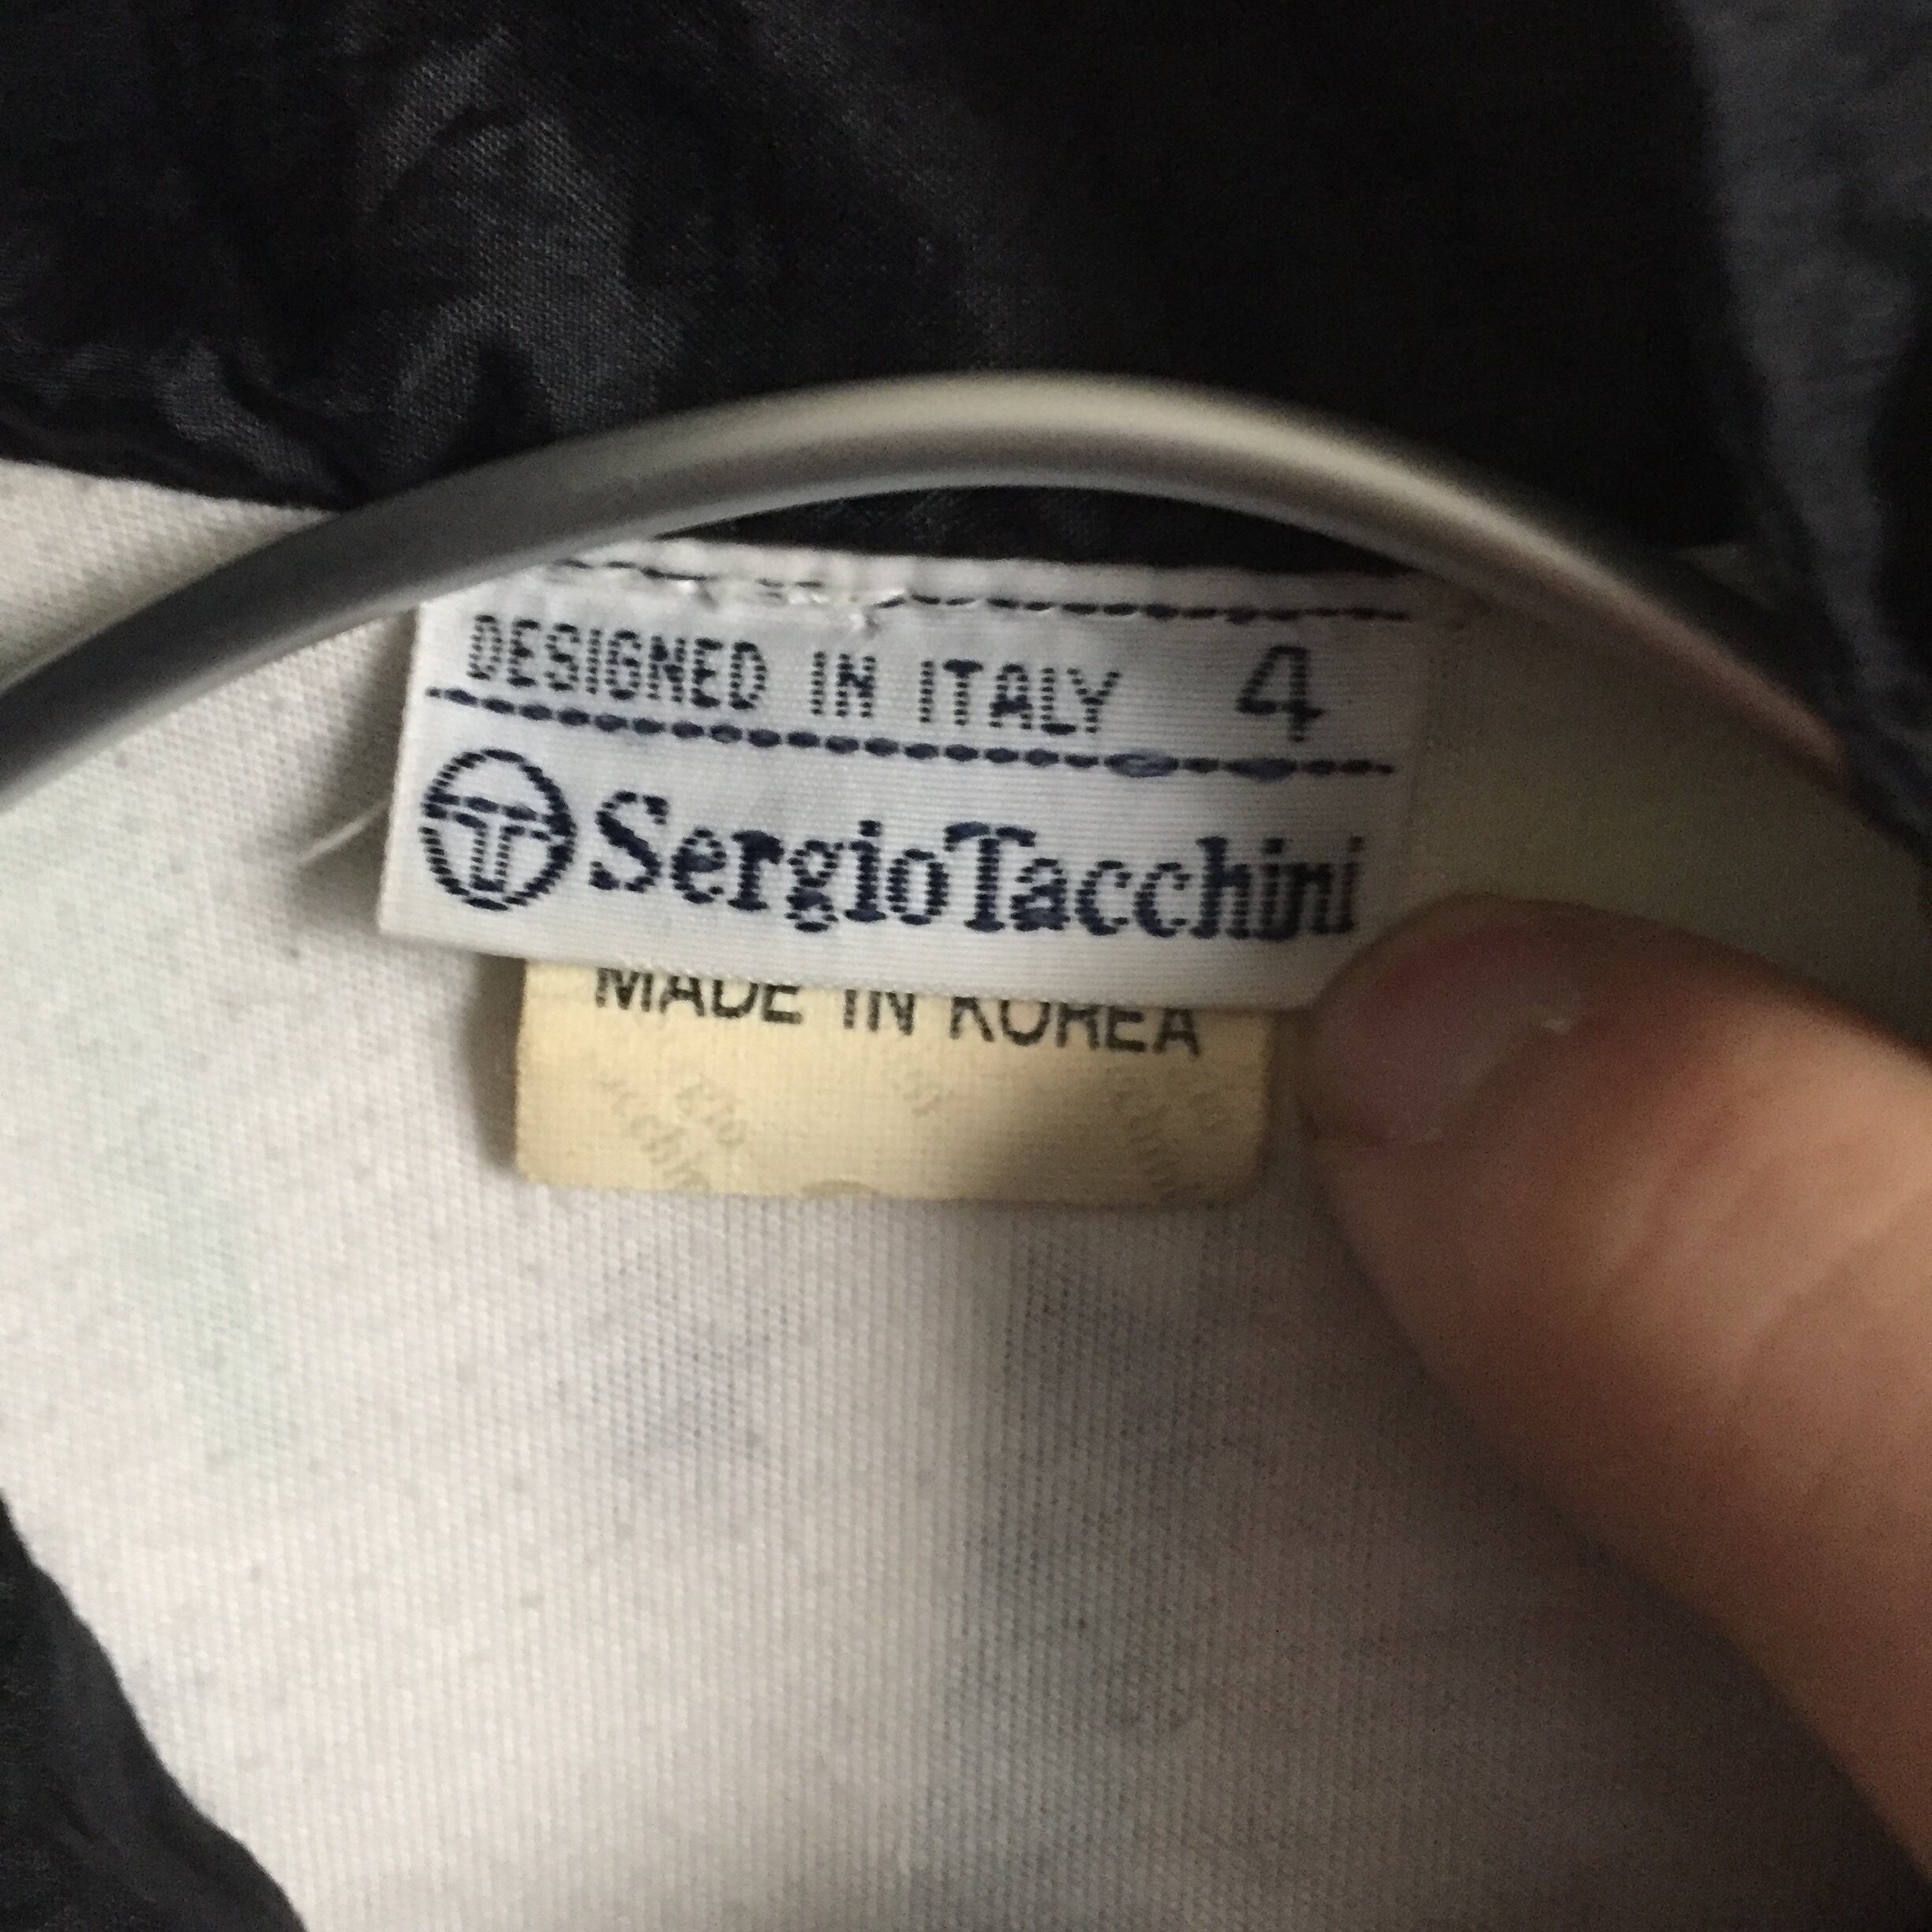 DESIGNED IN ITALY 4
SergioTacchini
MADE IN KOREA